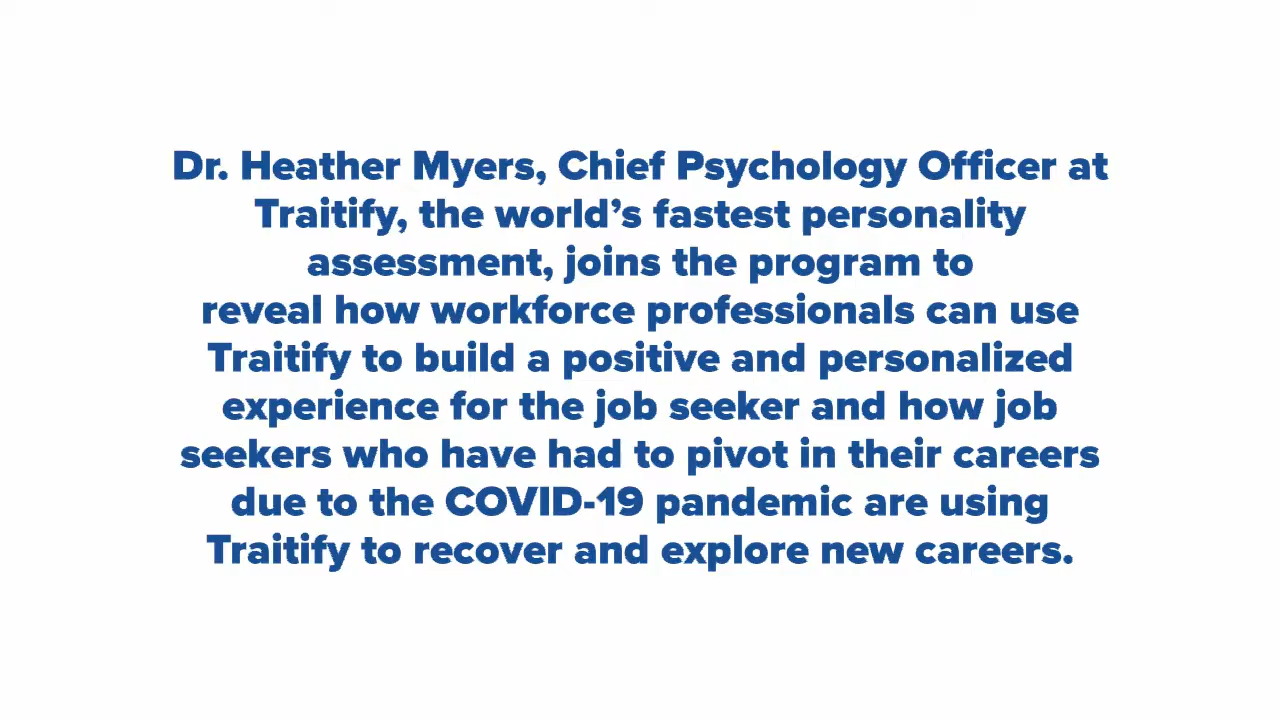 Dr. Heather Myers, Chief Psychology Officer at
Traitify, the world’s fastest personality
assessment, joins the program to
reveal how workforce professionals can use
Traitify to build a positive and personalized
experience for the job seeker and how job
seekers who have had to pivot in their careers
due to the COVID-19 pandemic are using
Traitify to recover and explore new careers.